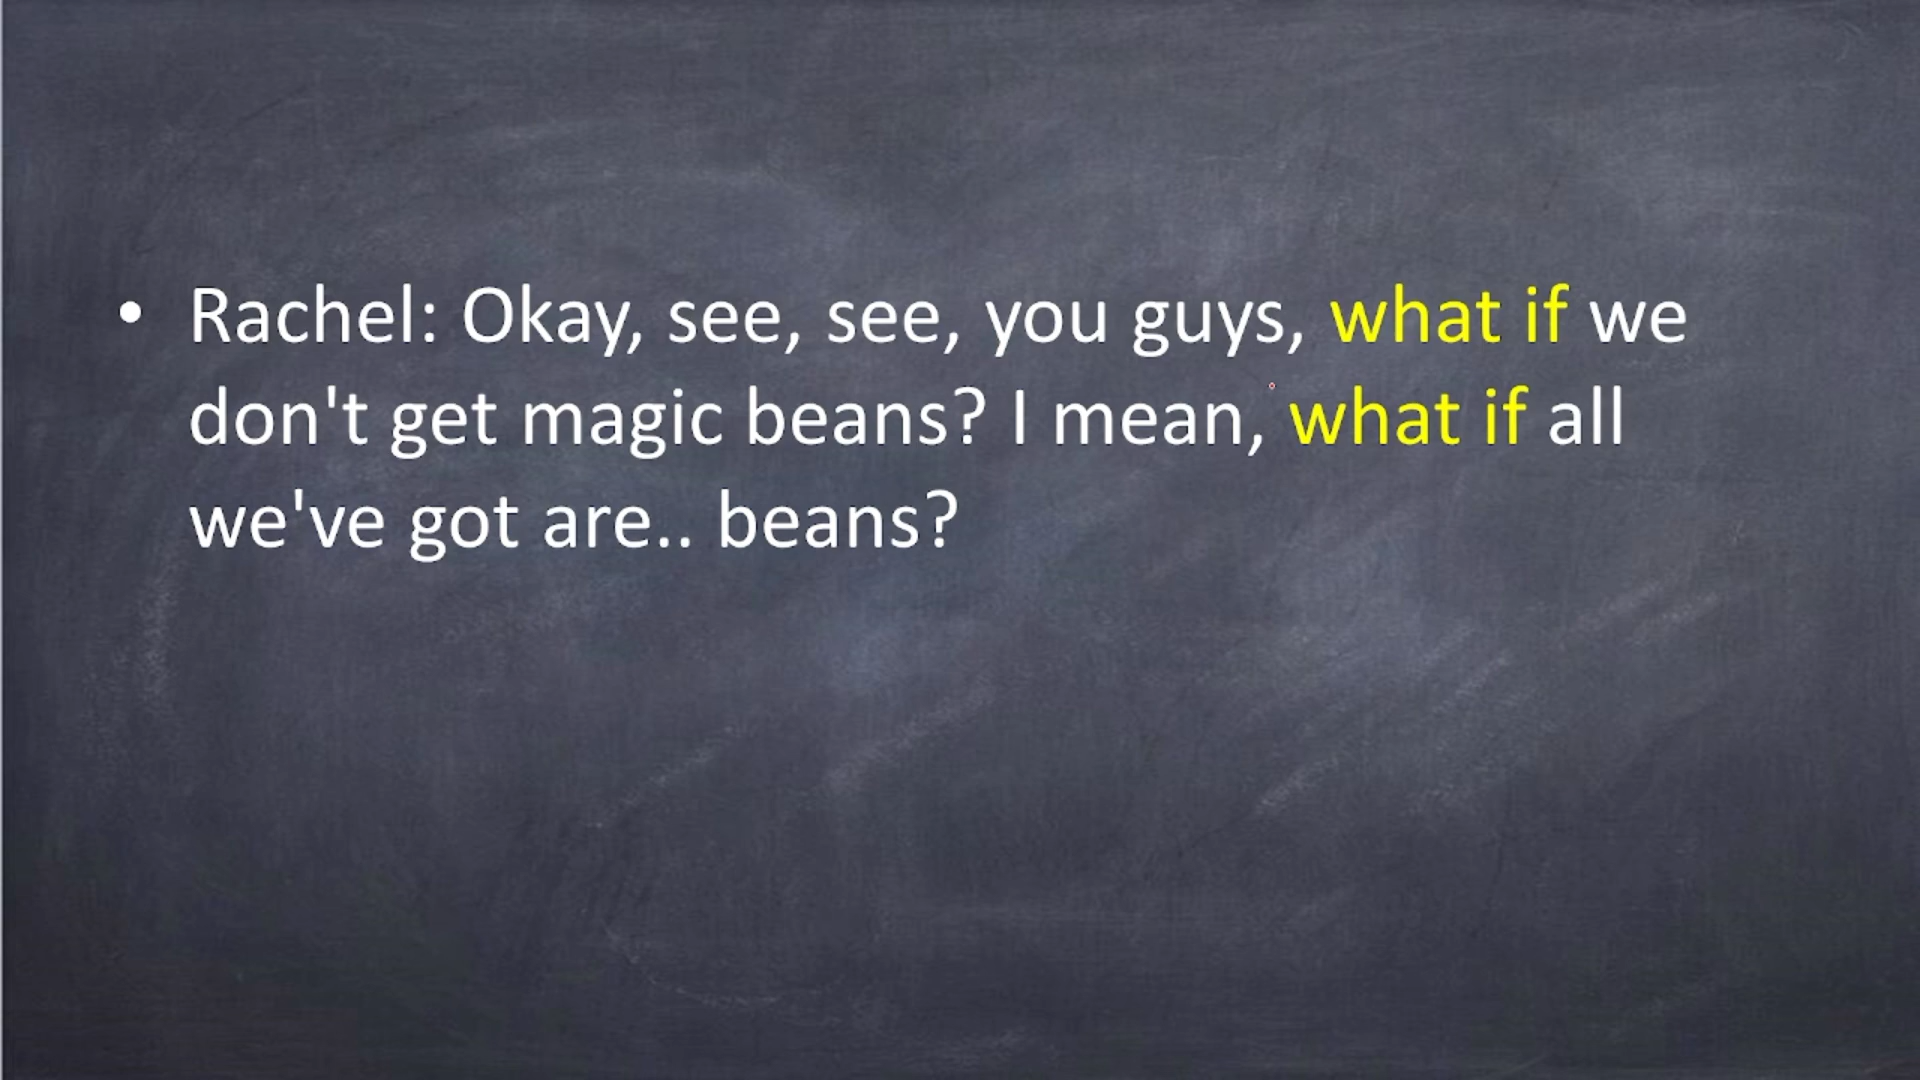 • Rachel: Okay, see, see, you guys, what if we
don't get magic beans? I mean, what if all
we've got are.. beans?